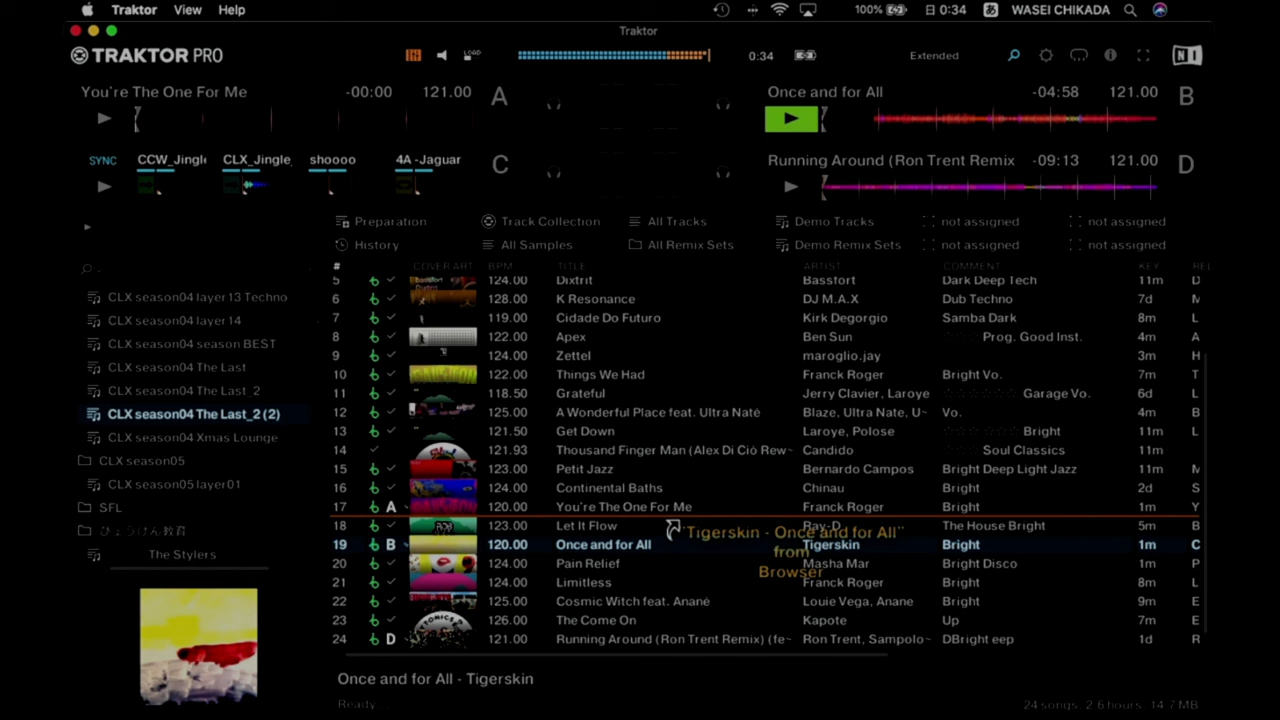 Traktor View Help 100% 日 0:34 あ WASEI CHIKADA
Traktor
TRAKTOR PRO LOAD 0:34 Extended NI
You're The One For Me -00:00 121.00 A
Once and for All -04:58 121.00 B
SYNC CCW_Jingle CLX_Jingle_ shoooo 4A -Jaguar C
Running Around (Ron Trent Remix -09:13 121.00 D
Preparation Track Collection All Tracks Demo Tracks not assigned not assigned
History All Samples All Remix Sets Demo Remix Sets not assigned not assigned
# COVER ART BPM TITLE ARTIST COMMENT KEY REL
5 124.00 Dixtrit Bassfort Dark Deep Tech 11m D
6 128.00 K Resonance DJ M.A.X Dub Techno 7d M
7 119.00 Cidade Do Futuro Kirk Degorgio Samba Dark 8m L
8 122.00 Apex Ben Sun Prog. Good Inst. 4m A
9 124.00 Zettel maroglio.jay 3m H
10 122.00 Things We Had Franck Roger Bright Vo. 7m T
11 118.50 Grateful Jerry Clavier, Laroye Garage Vo. 6d L
12 125.00 A Wonderful Place feat. Ultra Naté Blaze, Ultra Nate, U~ Vo. 4m B
13 121.50 Get Down Laroye, Polose Bright 11m L
14 121.93 Thousand Finger Man (Alex Di Ciò Rew~ Candido Soul Classics 11m
15 123.00 Petit Jazz Bernardo Campos Bright Deep Light Jazz 11m M
16 124.00 Continental Baths Chinau Bright 2d S
17 A 120.00 You're The One For Me Franck Roger Bright 1m Y
18 123.00 Let It Flow Ray-D The House Bright 5m B
19 B 120.00 Once and for All Tigerskin Bright 1m C
20 124.00 Pain Relief Masha Mar Bright Disco 1m P
21 124.00 Limitless Franck Roger Bright 8m L
22 125.00 Cosmic Witch feat. Anané Louie Vega, Anane Bright 9m E
23 126.00 The Come On Kapote Up 7m E
24 D 121.00 Running Around (Ron Trent Remix) (fe~ Ron Trent, Sampolo~ DBright eep 1d R
"Tigerskin - Once and for All"
from
Browser
CLX season04 layer13 Techno
CLX season04 layer14
CLX season04 season BEST
CLX season04 The Last
CLX season04 The Last_2
CLX season04 The Last_2 (2)
CLX season04 Xmas Lounge
CLX season05
CLX season05 layer01
SFL
ひょうけん教育
The Stylers
Once and for All - Tigerskin
Ready... 24 songs, 2.6 hours, 14.7 MB